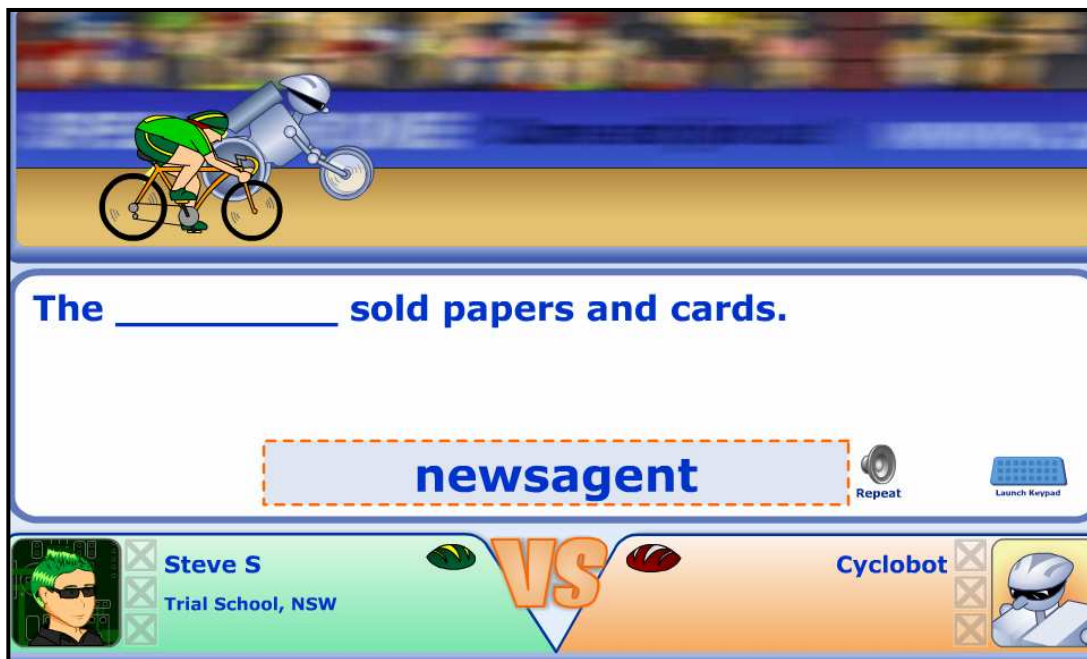 The __________ sold papers and cards.
newsagent
Repeat
Launch Keypad
Steve S
VS
Cyclobot
Trial School, NSW